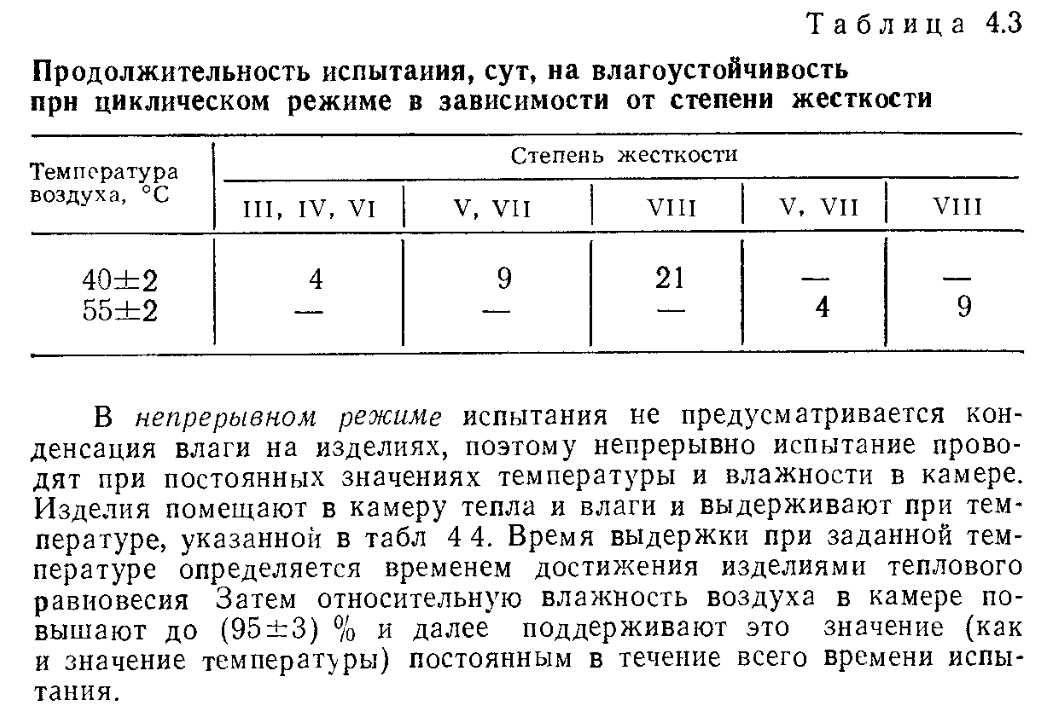 Таблица 4.3
Продолжительность испытания, сут, на влагоустойчивость
прн циклическом режиме в зависимости от степени жесткости
Температура
воздуха, °С
Степень жесткости
III, IV, VI | V, VII | VIII | V, VII | VIII
40±2 4 9 21 — —
55±2 — — — 4 9
В непрерывном режиме испытания не предусматривается кон-
денсация влаги на изделиях, поэтому непрерывно испытание прово-
дят при постоянных значениях температуры и влажности в камере.
Изделия помещают в камеру тепла и влаги и выдерживают при тем-
пературе, указанной в табл 4 4. Время выдержки при заданной тем-
пературе определяется временем достижения изделиями теплового
равновесия Затем относительную влажность воздуха в камере по-
вышают до (95±3) % и далее поддерживают это значение (как
и значение температуры) постоянным в течение всего времени испы-
тания.